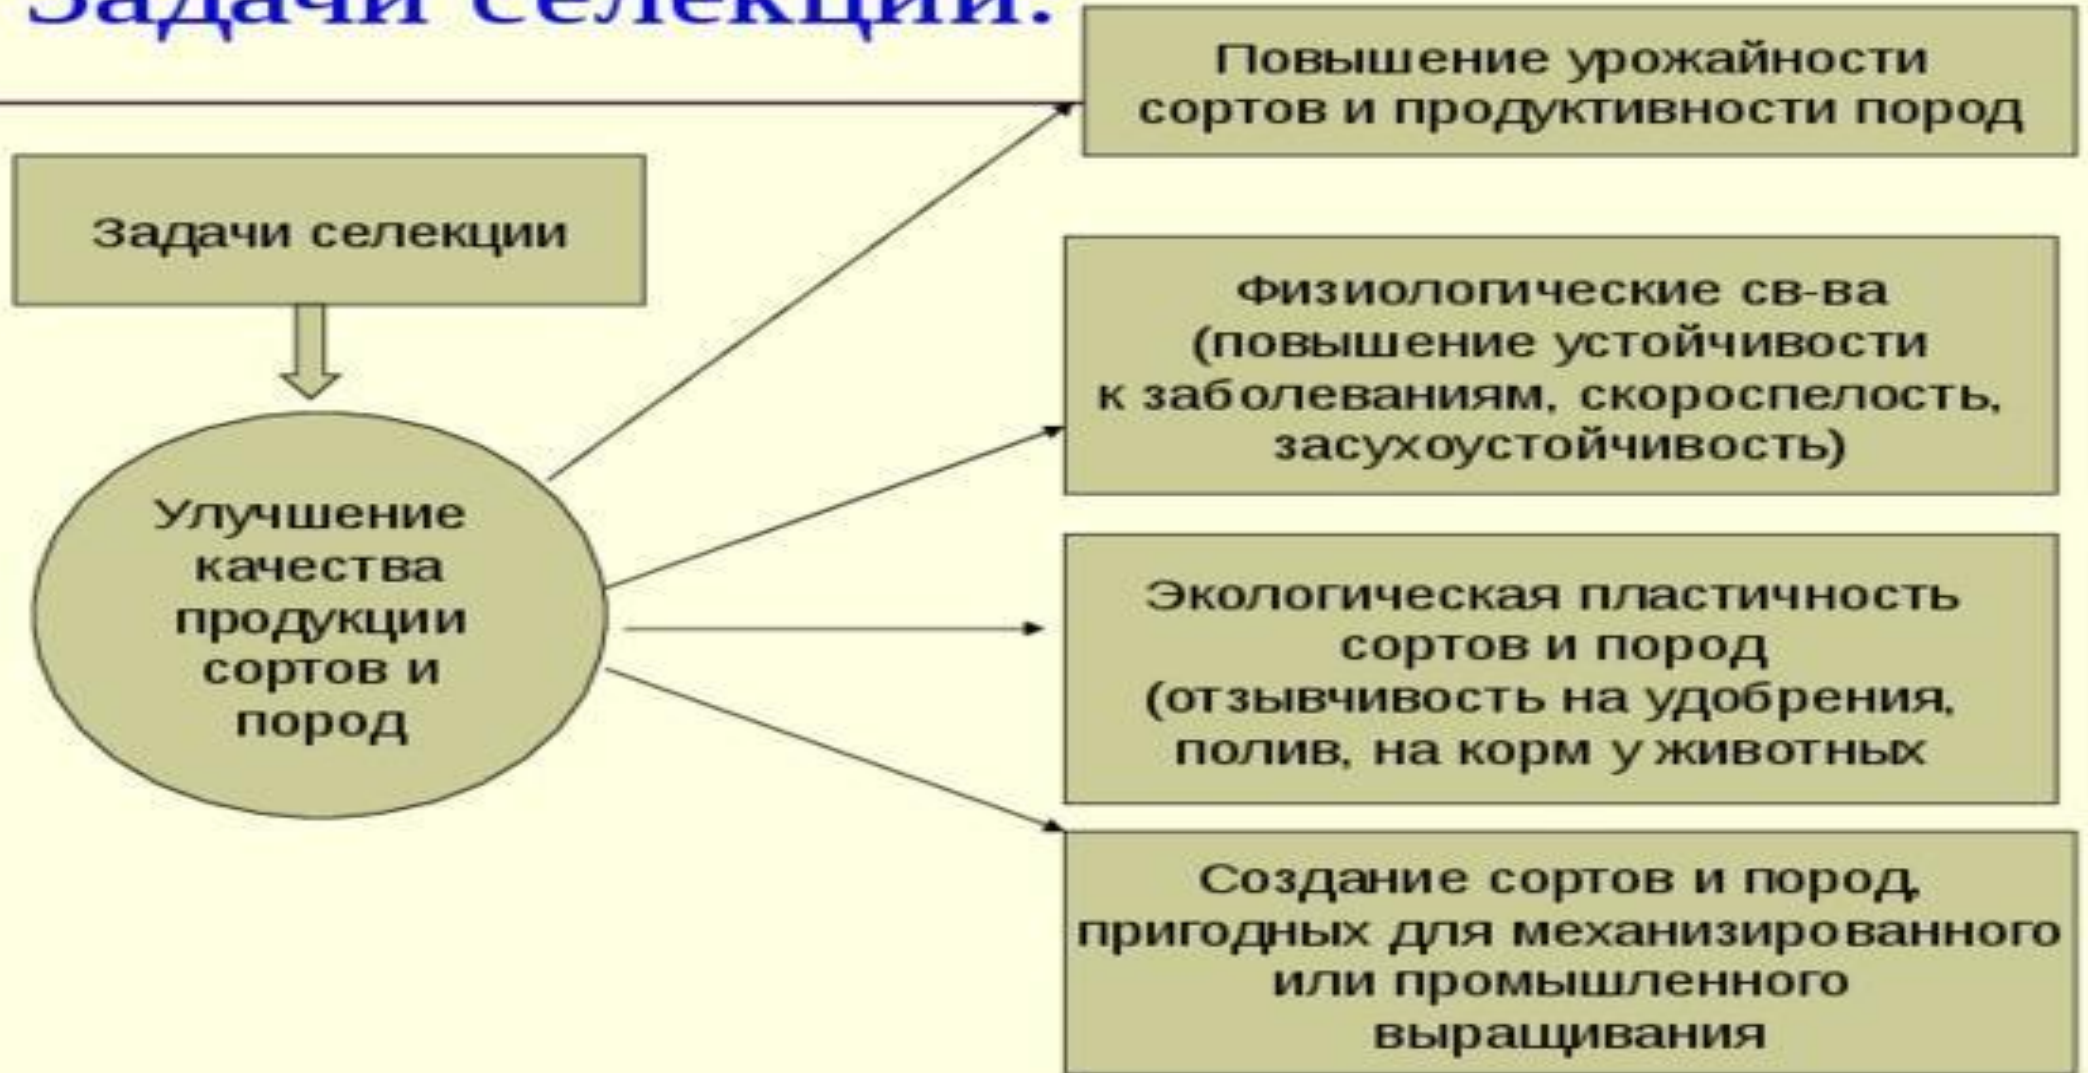 Задачи селекции:
Повышение урожайности
сортов и продуктивности пород
Задачи селекции
Физиологические св-ва
(повышение устойчивости
к заболеваниям, скороспелость,
засухоустойчивость)
Улучшение
качества
продукции
сортов и
пород
Экологическая пластичность
сортов и пород
(отзывчивость на удобрения,
полив, на корм у животных
Создание сортов и пород,
пригодных для механизированного
или промышленного
выращивания